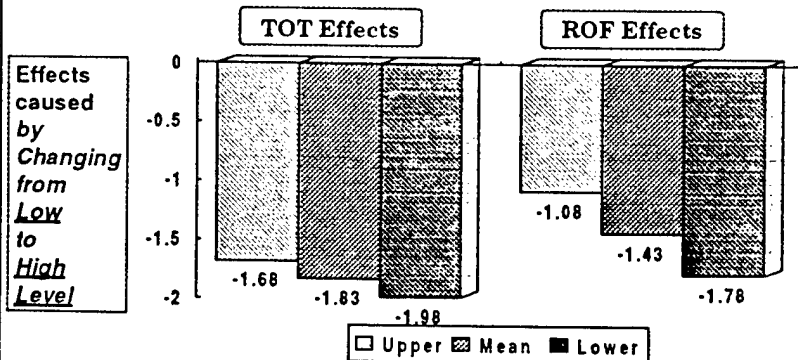 TOT Effects
ROF Effects
Effects
caused
by
Changing
from
Low
to
High
Level
0
-0.5
-1
-1.5
-2
-1.68
-1.83
-1.98
-1.08
-1.43
-1.78
Upper Mean Lower